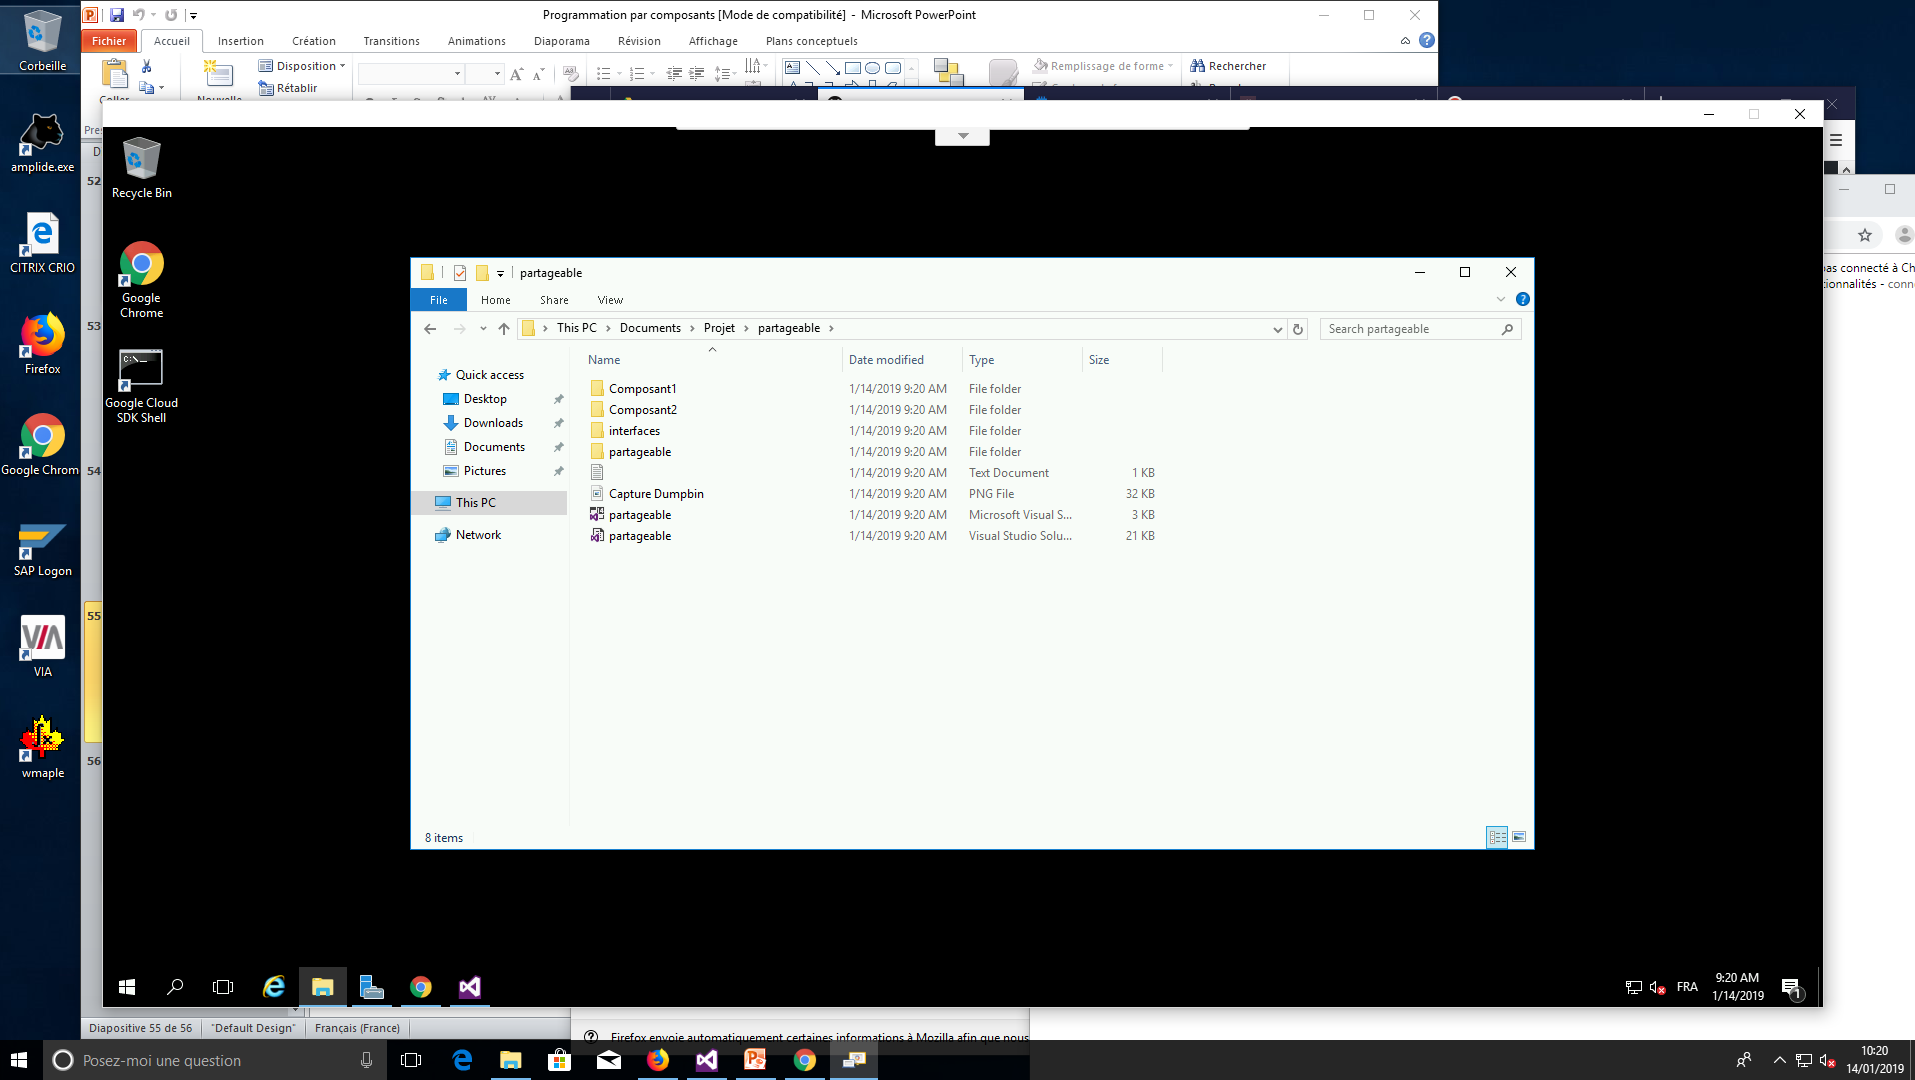 Corbeille
amplide.exe
CITRIX CRIO
Firefox
Google Chrom
SAP Logon
VIA
wmaple
Programmation par composants [Mode de compatibilité] - Microsoft PowerPoint
Fichier Accueil Insertion Création Transitions Animations Diaporama Révision Affichage Plans conceptuels
Disposition
Rétablir
Remplissage de forme
Rechercher
52
53
54
55
56
pas connecté à Ch
ionnalités - conn
Recycle Bin
Google
Chrome
Google Cloud
SDK Shell
partageable
File Home Share View
This PC Documents Projet partageable
Search partageable
Quick access
Desktop
Downloads
Documents
Pictures
This PC
Network
Name Date modified Type Size
Composant1 1/14/2019 9:20 AM File folder
Composant2 1/14/2019 9:20 AM File folder
interfaces 1/14/2019 9:20 AM File folder
partageable 1/14/2019 9:20 AM File folder
1/14/2019 9:20 AM Text Document 1 KB
Capture Dumpbin 1/14/2019 9:20 AM PNG File 32 KB
partageable 1/14/2019 9:20 AM Microsoft Visual S... 3 KB
partageable 1/14/2019 9:20 AM Visual Studio Solu... 21 KB
8 items
FRA
9:20 AM
1/14/2019
1
Diapositive 55 de 56 "Default Design" Français (France)
Firefox envoie automatiquement certaines informations à Mozilla afin que nous
Posez-moi une question
10:20
14/01/2019